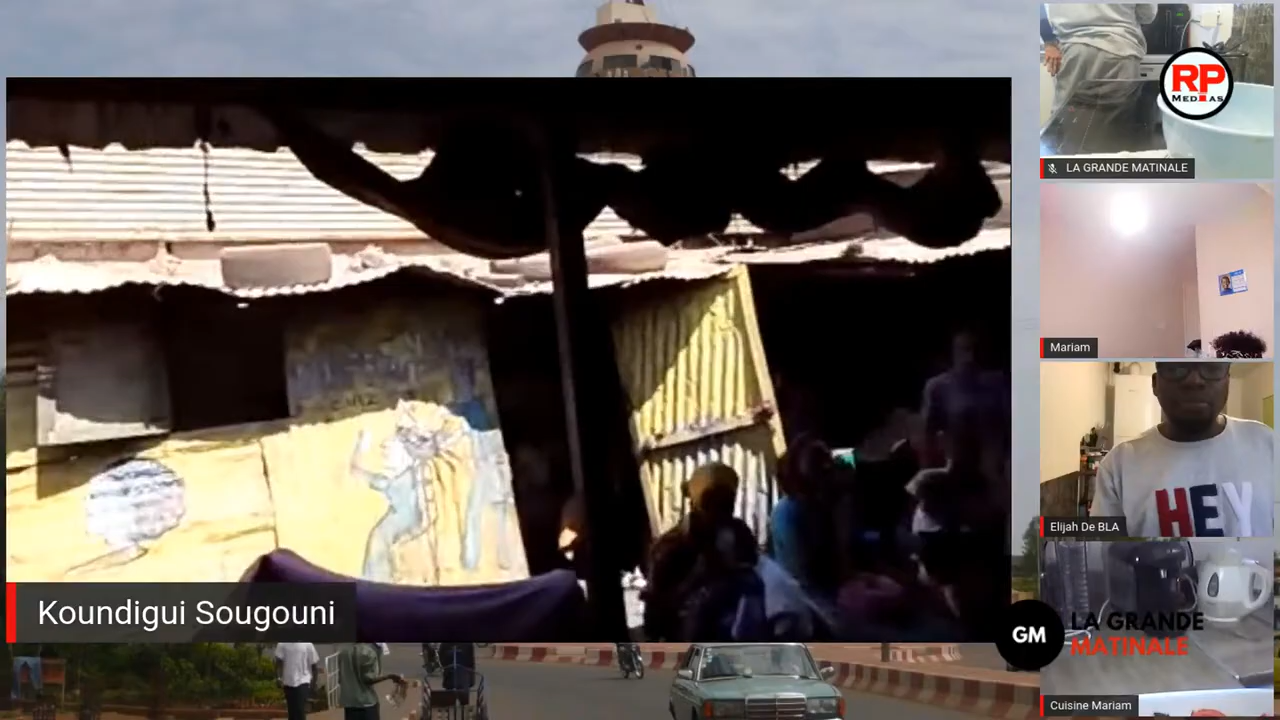 RP
MEDiAS
LA GRANDE MATINALE
Mariam
HEY
Elijah De BLA
Koundigui Sougouni
GM
LA GRANDE
MATINALE
Cuisine Mariam